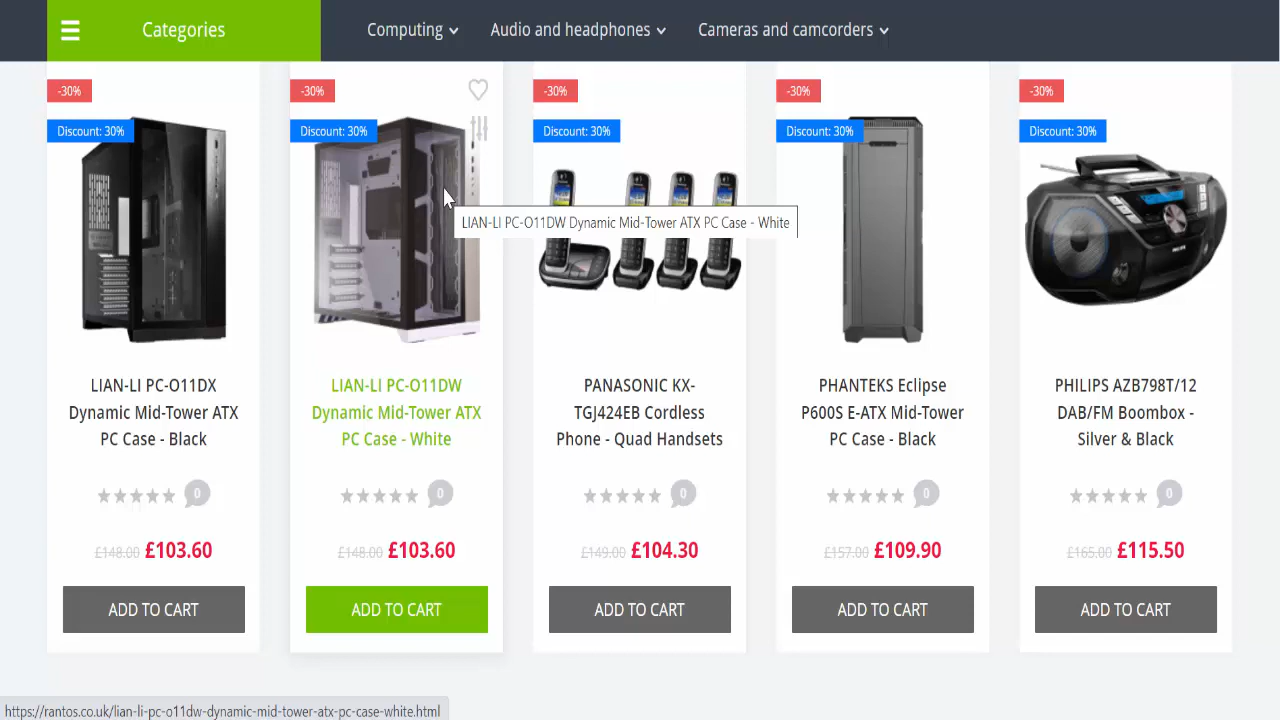 Categories
Computing
Audio and headphones
Cameras and camcorders
-30%
Discount: 30%
LIAN-LI PC-O11DX
Dynamic Mid-Tower ATX
PC Case - Black
0
£148.00 £103.60
ADD TO CART
-30%
Discount: 30%
LIAN-LI PC-O11DW Dynamic Mid-Tower ATX PC Case - White
LIAN-LI PC-O11DW
Dynamic Mid-Tower ATX
PC Case - White
0
£148.00 £103.60
ADD TO CART
-30%
Discount: 30%
PANASONIC KX-
TGJ424EB Cordless
Phone - Quad Handsets
0
£149.00 £104.30
ADD TO CART
-30%
Discount: 30%
PHANTEKS Eclipse
P600S E-ATX Mid-Tower
PC Case - Black
0
£157.00 £109.90
ADD TO CART
-30%
Discount: 30%
PHILIPS AZB798T/12
DAB/FM Boombox -
Silver & Black
0
£165.00 £115.50
ADD TO CART
https://rantos.co.uk/lian-li-pc-o11dw-dynamic-mid-tower-atx-pc-case-white.html